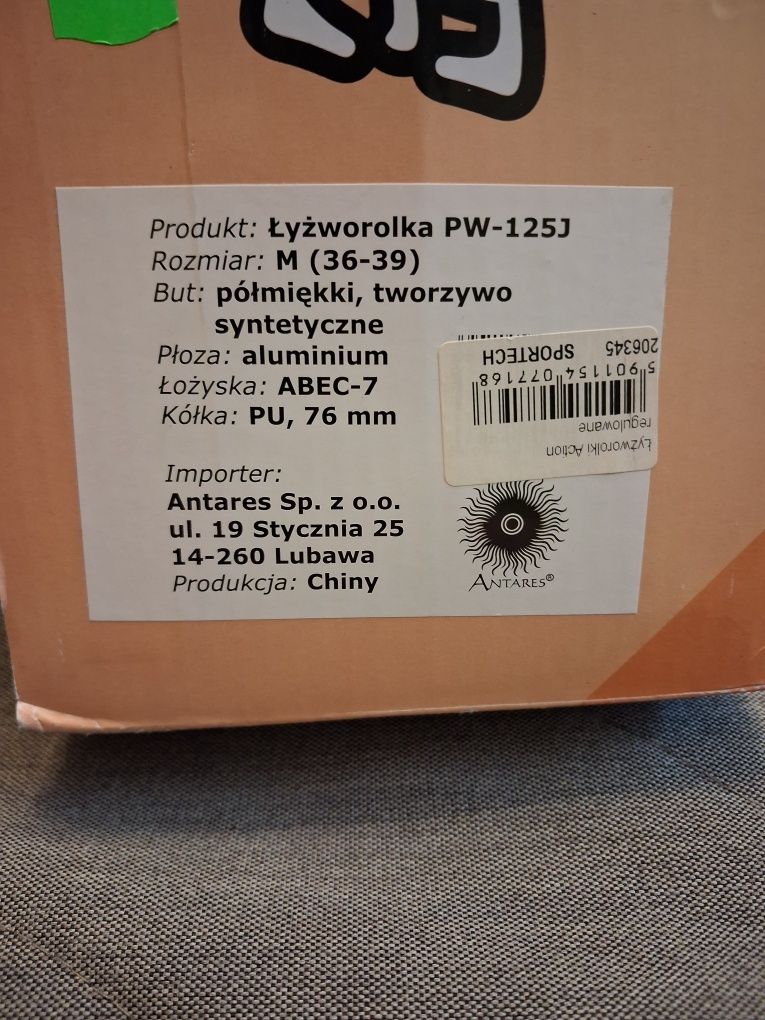 Produkt: Łyżworolka PW-125J
Rozmiar: M (36-39)
But: półmiękki, tworzywo
syntetyczne
Płoza: aluminium
Łożyska: ABEC-7
Kółka: PU, 76 mm
Importer:
Antares Sp. z o.o.
ul. 19 Stycznia 25
14-260 Lubawa
Produkcja: Chiny
Łyżworolki Action
regulowane
5 901154 077168
206345 SPORTECH
ANTARES®